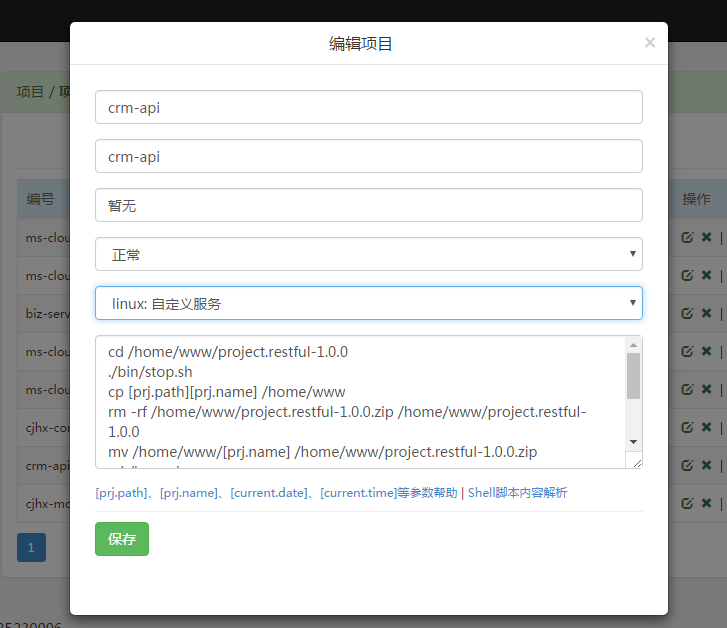 编辑项目 ×
项目 / 项
crm-api
crm-api
暂无
编号
操作
正常
linux: 自定义服务
cd /home/www/project.restful-1.0.0
./bin/stop.sh
cp [prj.path][prj.name] /home/www
rm -rf /home/www/project.restful-1.0.0.zip /home/www/project.restful-
1.0.0
mv /home/www/[prj.name] /home/www/project.restful-1.0.0.zip
ms-clou
ms-clou
biz-serv
ms-clou
ms-clou
cjhx-cor
crm-api
cjhx-mo
[prj.path]、[prj.name]、[current.date]、[current.time]等参数帮助 | Shell脚本内容解析
保存
1